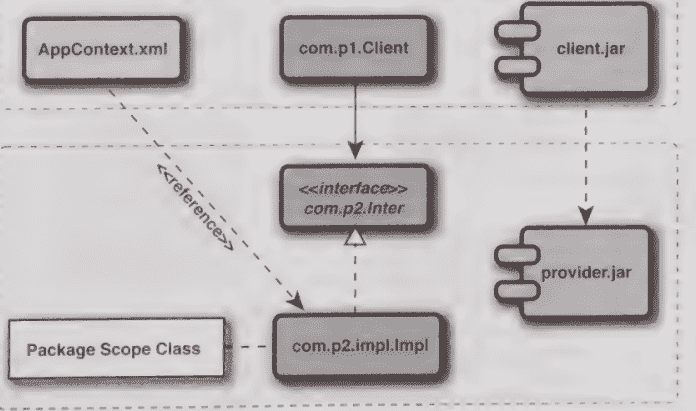 AppContext.xml
com.p1.Client
client.jar
<<interface>>
com.p2.Inter
<<reference>>
provider.jar
Package Scope Class
com.p2.impl.Impl